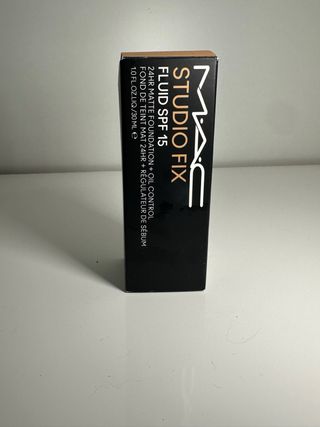 MAC
STUDIO FIX
FLUID SPF 15
24HR MATTE FOUNDATION + OIL CONTROL
FOND DE TEINT MAT 24HR + RÉGULATEUR DE SÉBUM
1.0 FL.OZ.LIQ/30 ML ℮